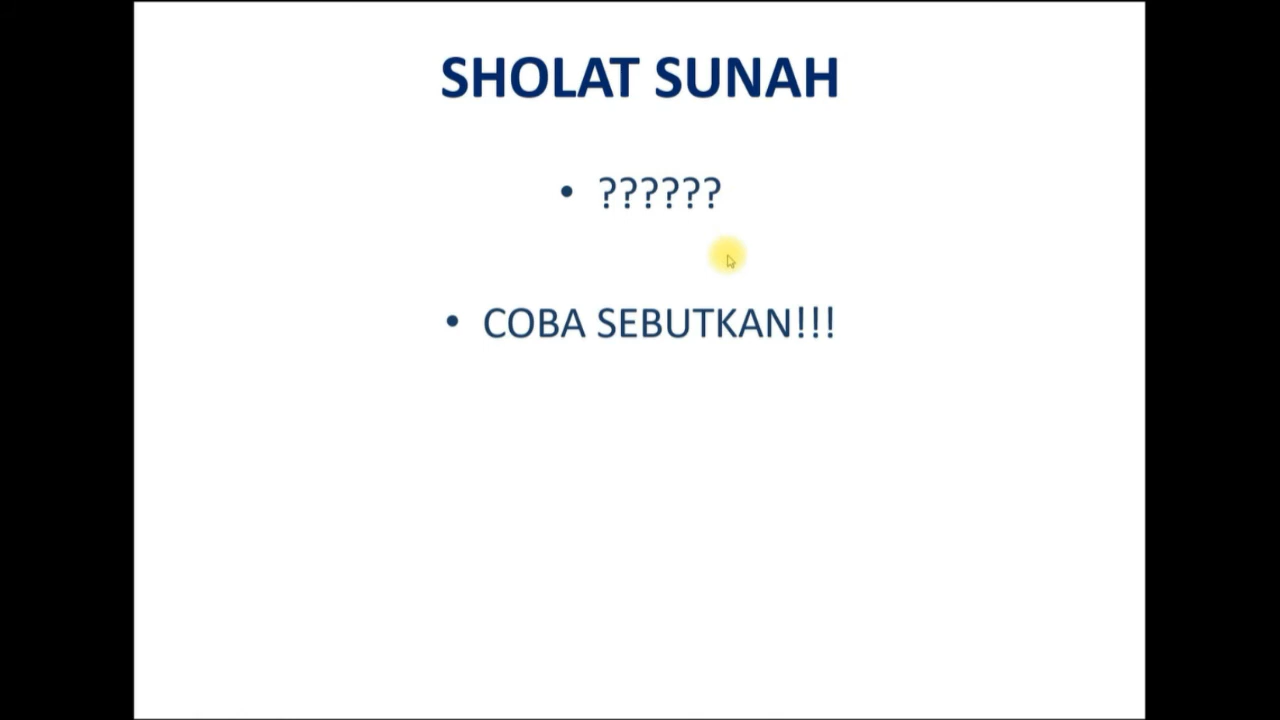 SHOLAT SUNAH
• ??????
• COBA SEBUTKAN!!!